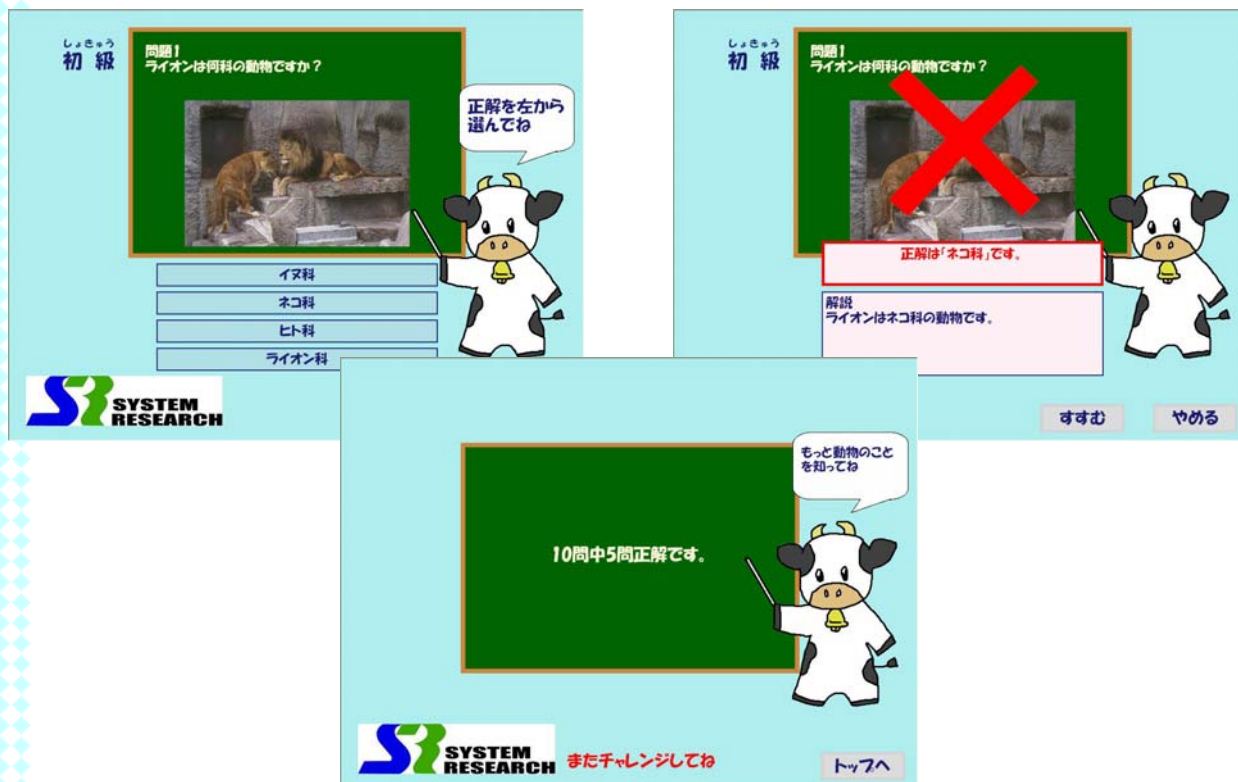 しょきゅう
初級
問題1
ライオンは何科の動物ですか？
正解を左から
選んでね
イヌ科
ネコ科
ヒト科
ライオン科
SYSTEM
RESEARCH
しょきゅう
初級
問題1
ライオンは何科の動物ですか？
正解は「ネコ科」です。
解説
ライオンはネコ科の動物です。
すすむ
やめる
もっと動物のこと
を知ってね
10問中5問正解です。
SYSTEM
RESEARCH
またチャレンジしてね
トップへ